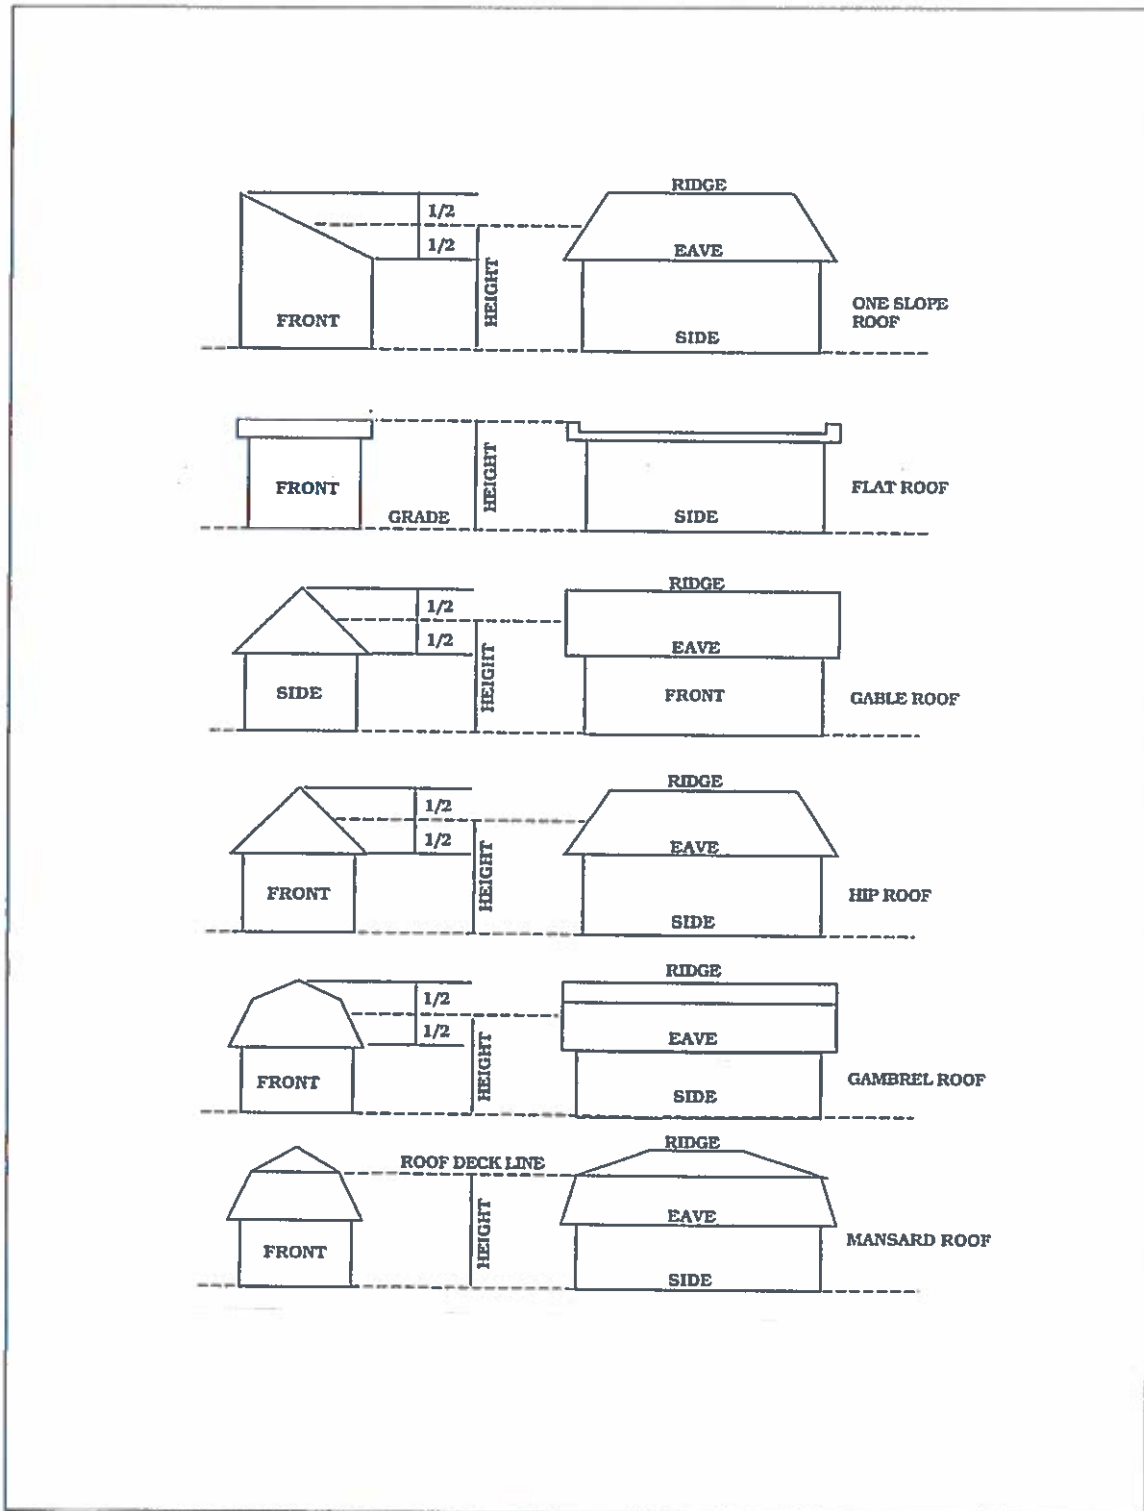 RIDGE
1/2
1/2
HEIGHT
EAVE
FRONT
SIDE
ONE SLOPE
ROOF
HEIGHT
FRONT
GRADE
SIDE
FLAT ROOF
RIDGE
1/2
1/2
HEIGHT
EAVE
SIDE
FRONT
GABLE ROOF
RIDGE
1/2
1/2
HEIGHT
EAVE
FRONT
SIDE
HIP ROOF
RIDGE
1/2
1/2
HEIGHT
EAVE
FRONT
SIDE
GAMBREL ROOF
RIDGE
ROOF DECK LINE
HEIGHT
EAVE
FRONT
SIDE
MANSARD ROOF